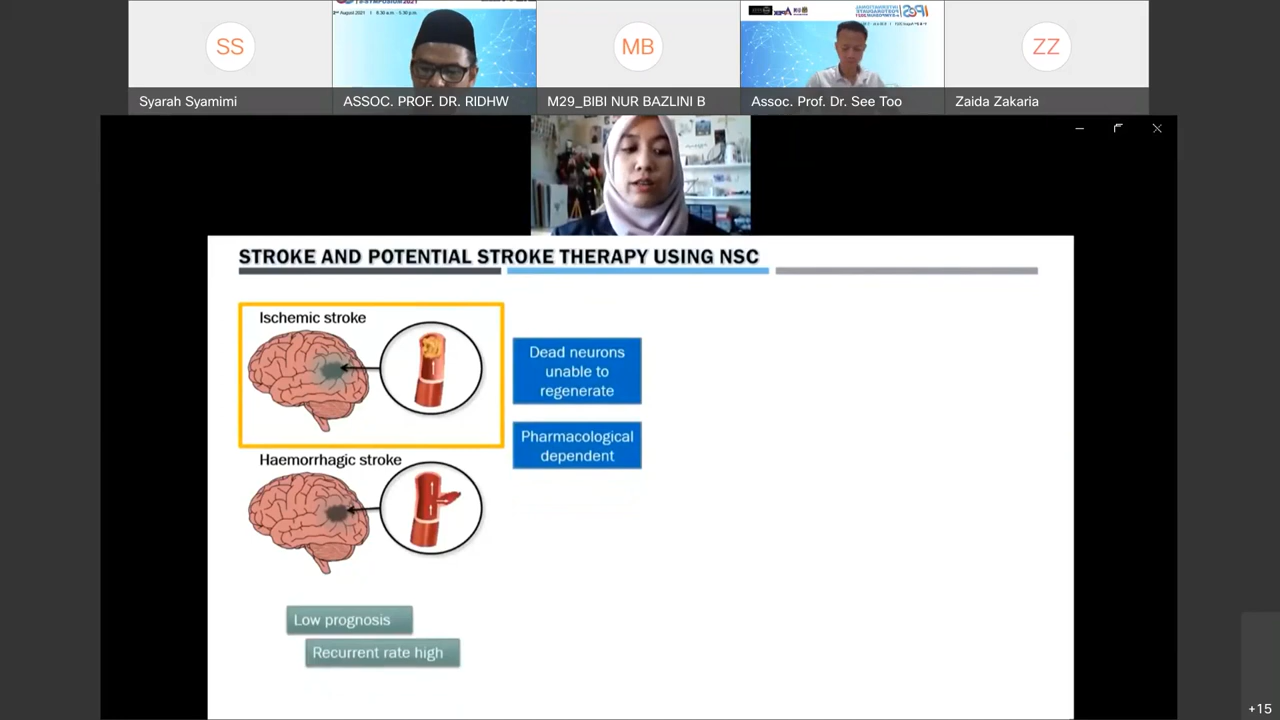 SS
MB
ZZ
Syarah Syamimi
ASSOC. PROF. DR. RIDHW
M29_BIBI NUR BAZLINI B
Assoc. Prof. Dr. See Too
Zaida Zakaria
STROKE AND POTENTIAL STROKE THERAPY USING NSC
Ischemic stroke
Dead neurons
unable to
regenerate
Pharmacological
dependent
Haemorrhagic stroke
Low prognosis
Recurrent rate high
+15